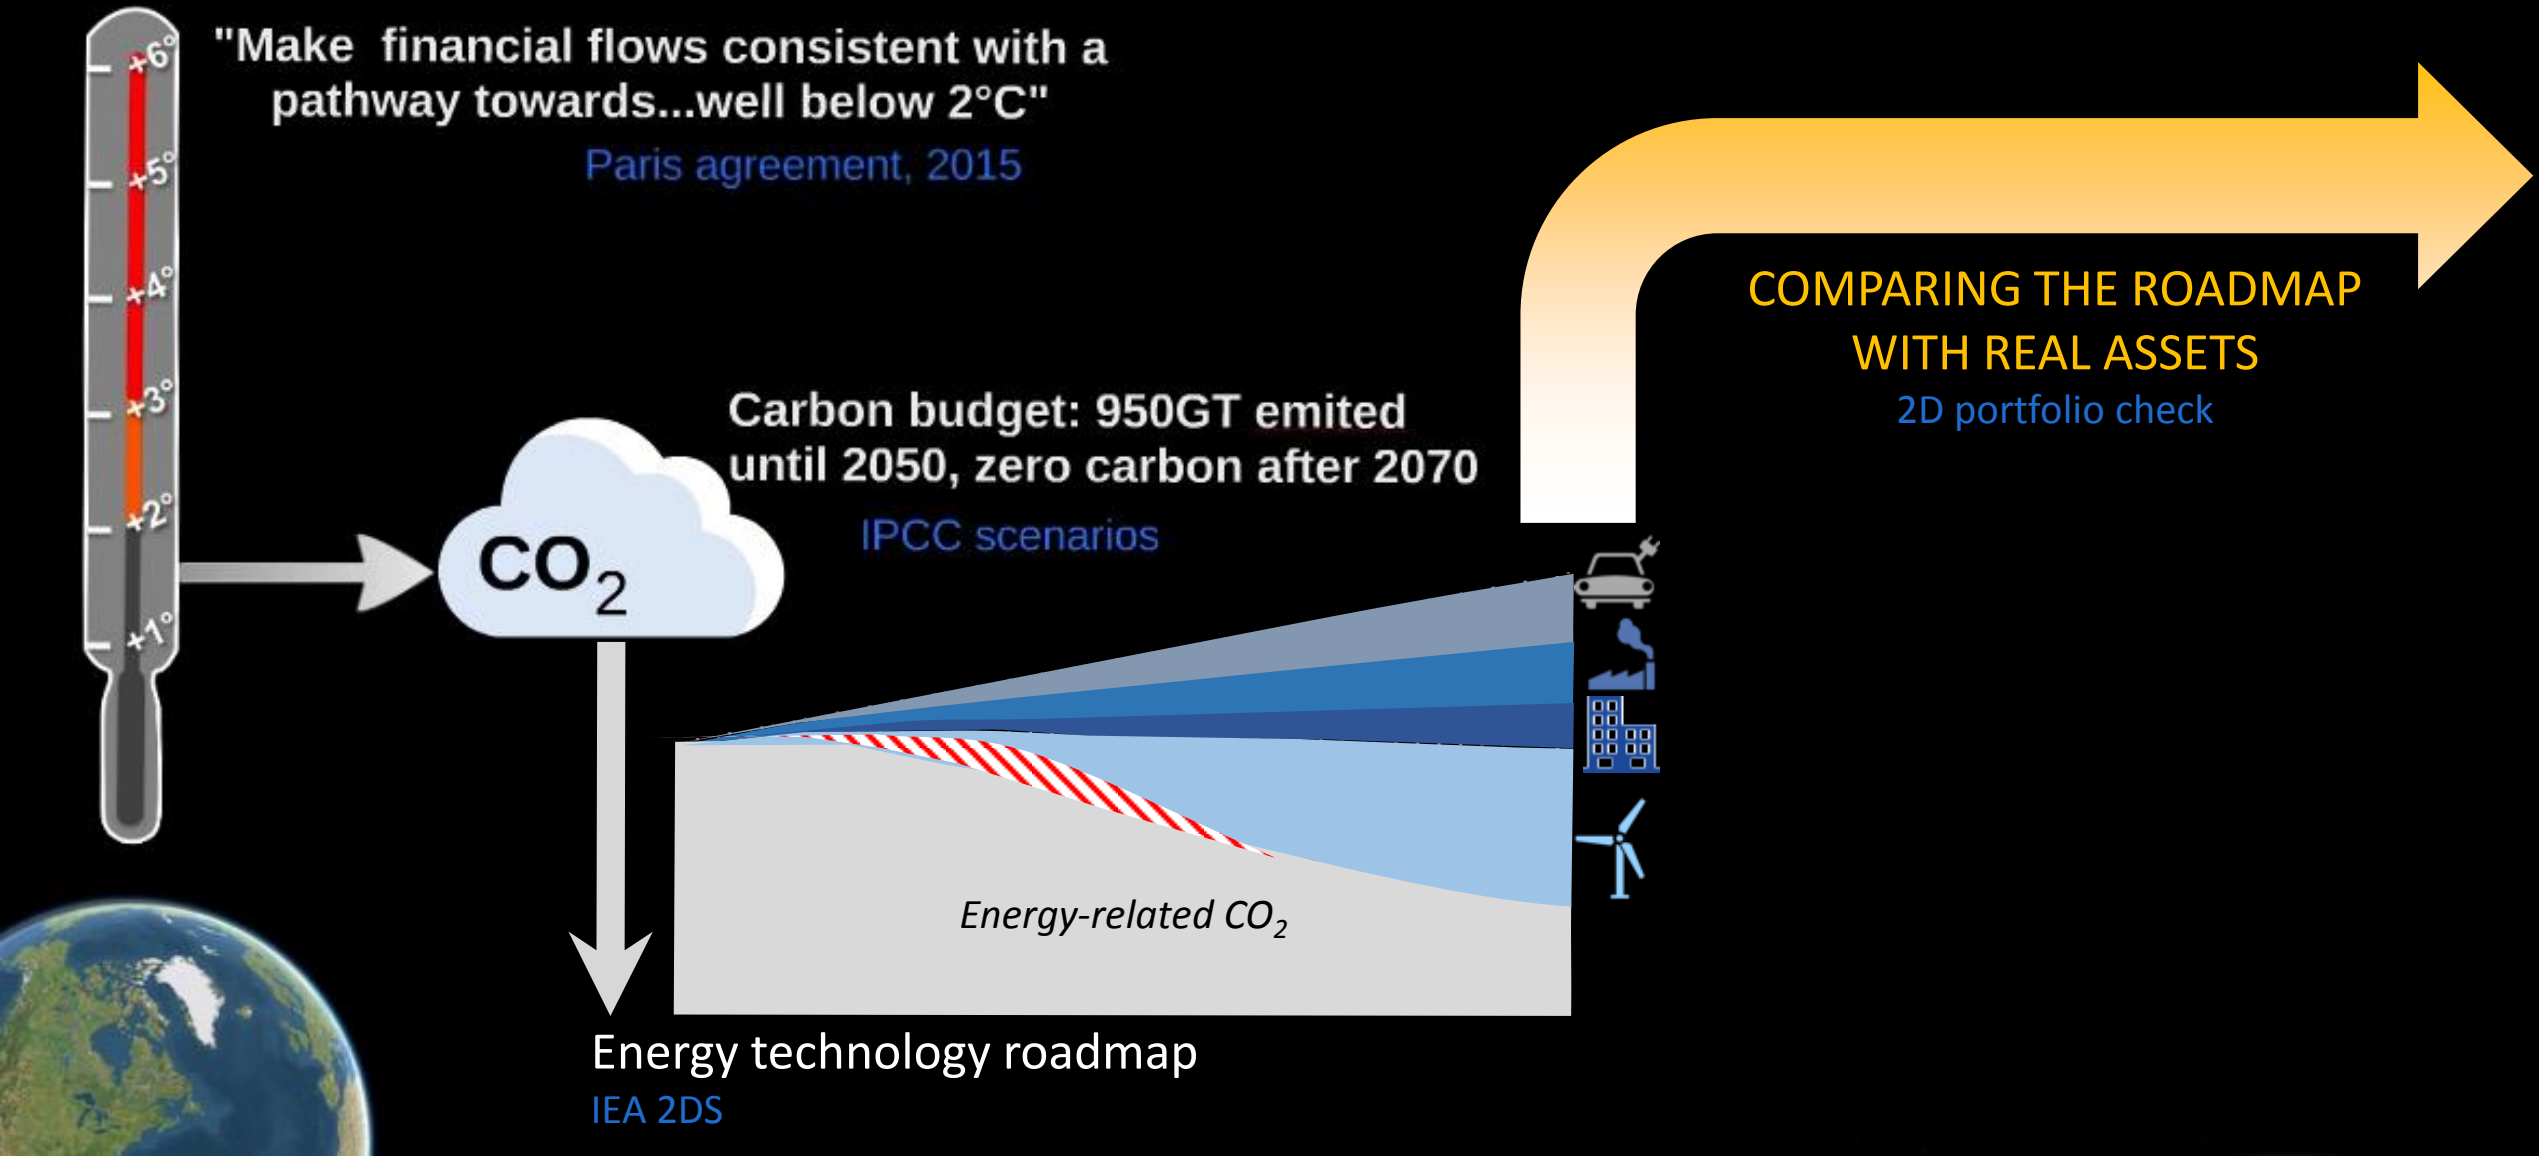 +6°
+5°
+4°
+3°
+2°
+1°
"Make financial flows consistent with a
pathway towards...well below 2°C"
Paris agreement, 2015
Carbon budget: 950GT emited
until 2050, zero carbon after 2070
IPCC scenarios
CO2
COMPARING THE ROADMAP
WITH REAL ASSETS
2D portfolio check
Energy-related CO2
Energy technology roadmap
IEA 2DS